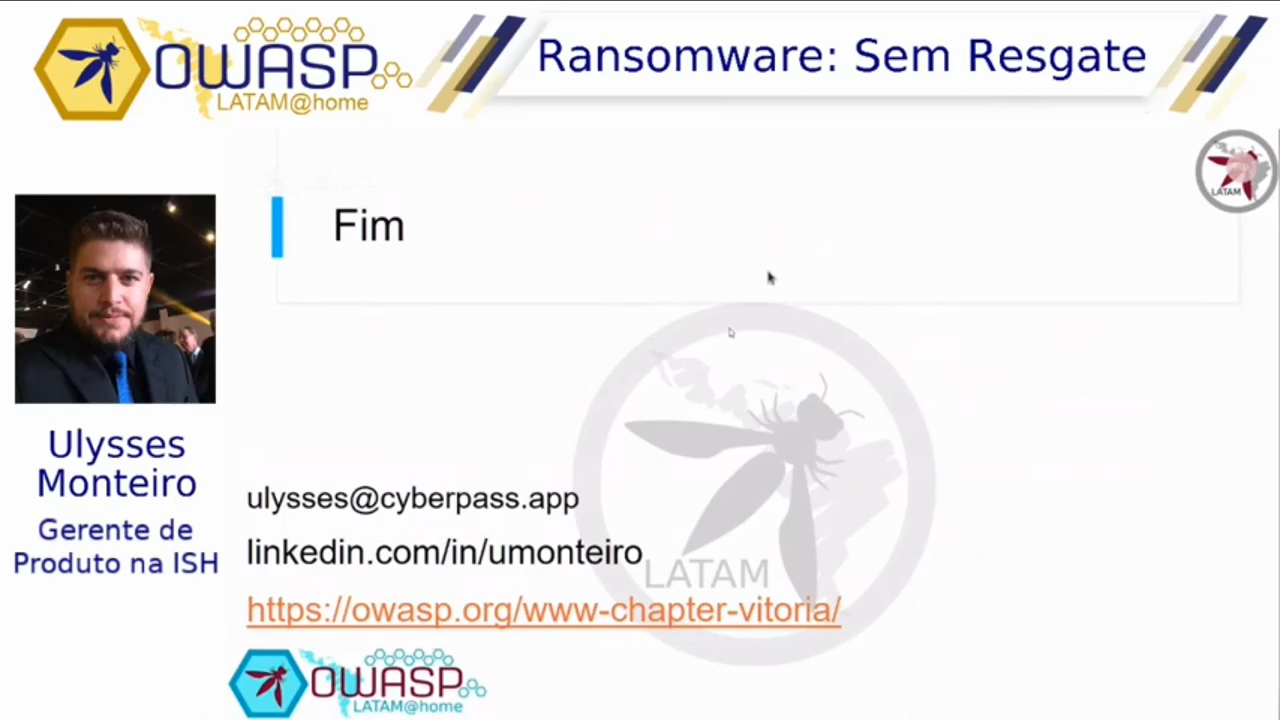 OWASP
LATAM@home
Ransomware: Sem Resgate
LATAM
Fim
Ulysses
Monteiro
Gerente de
Produto na ISH
ulysses@cyberpass.app
linkedin.com/in/umonteiro
LATAM
https://owasp.org/www-chapter-vitoria/
OWASP
LATAM@home